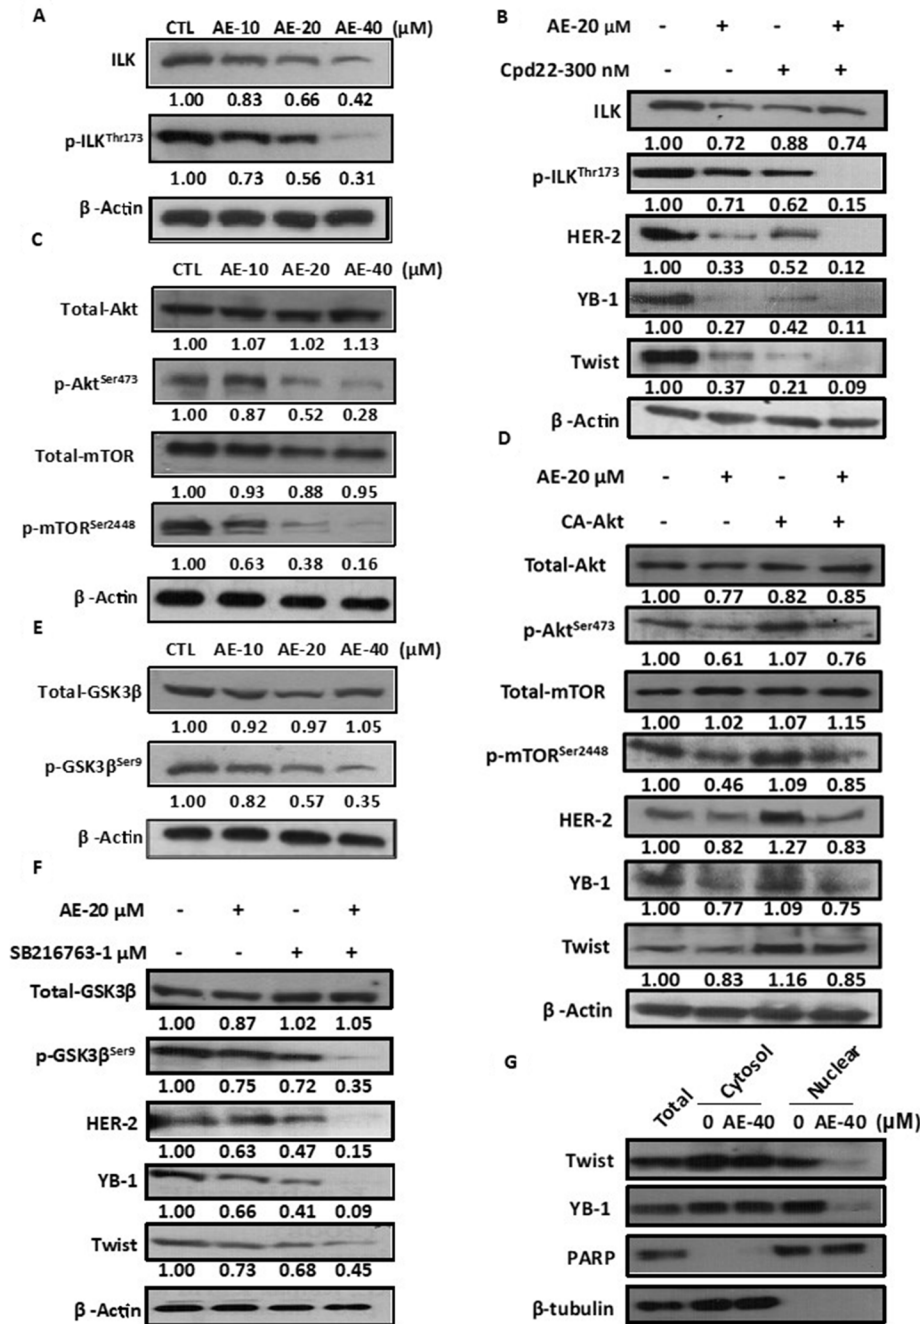 A
CTL AE-10 AE-20 AE-40 (μM)
ILK
1.00 0.83 0.66 0.42
p-ILKThr173
1.00 0.73 0.56 0.31
β -Actin
B
AE-20 μM - + - +
Cpd22-300 nM - - + +
ILK
1.00 0.72 0.88 0.74
p-ILKThr173
1.00 0.71 0.62 0.15
HER-2
1.00 0.33 0.52 0.12
YB-1
1.00 0.27 0.42 0.11
Twist
1.00 0.37 0.21 0.09
β -Actin
C
CTL AE-10 AE-20 AE-40 (μM)
Total-Akt
1.00 1.07 1.02 1.13
p-AktSer473
1.00 0.87 0.52 0.28
Total-mTOR
1.00 0.93 0.88 0.95
p-mTORSer2448
1.00 0.63 0.38 0.16
β -Actin
D
AE-20 μM - + - +
CA-Akt - - + +
Total-Akt
1.00 0.77 0.82 0.85
p-AktSer473
1.00 0.61 1.07 0.76
Total-mTOR
1.00 1.02 1.07 1.15
p-mTORSer2448
1.00 0.46 1.09 0.85
HER-2
1.00 0.82 1.27 0.83
YB-1
1.00 0.77 1.09 0.75
Twist
1.00 0.83 1.16 0.85
β -Actin
E
CTL AE-10 AE-20 AE-40 (μM)
Total-GSK3β
1.00 0.92 0.97 1.05
p-GSK3βSer9
1.00 0.82 0.57 0.35
β -Actin
F
AE-20 μM - + - +
SB216763-1 μM - - + +
Total-GSK3β
1.00 0.87 1.02 1.05
p-GSK3βSer9
1.00 0.75 0.72 0.35
HER-2
1.00 0.63 0.47 0.15
YB-1
1.00 0.66 0.41 0.09
Twist
1.00 0.73 0.68 0.45
β -Actin
G
Total Cytosol Nuclear
0 AE-40 0 AE-40 (μM)
Twist
YB-1
PARP
β-tubulin